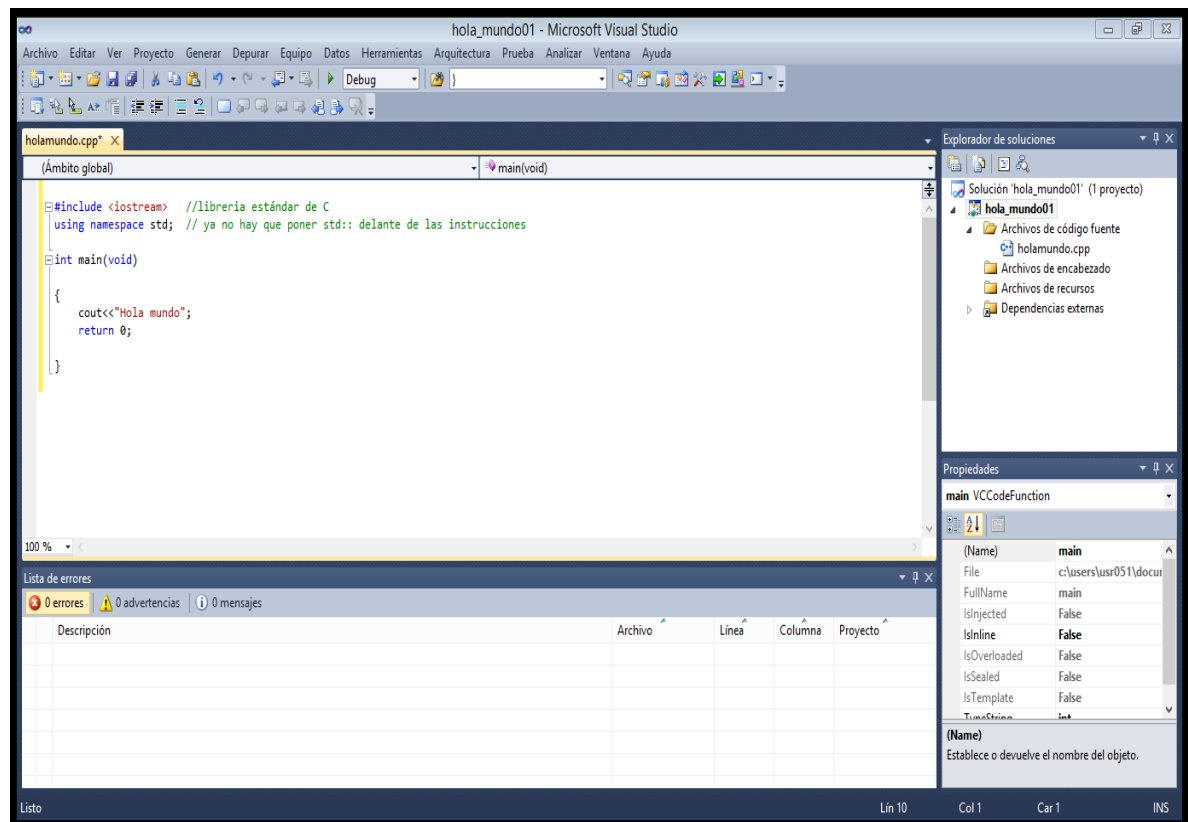 hola_mundo01 - Microsoft Visual Studio
Archivo Editar Ver Proyecto Generar Depurar Equipo Datos Herramientas Arquitectura Prueba Analizar Ventana Ayuda
Debug }
holamundo.cpp* X
(Ámbito global) main(void)
#include <iostream> //libreria estándar de C
using namespace std; // ya no hay que poner std:: delante de las instrucciones
int main(void)
{
cout<<"Hola mundo";
return 0;
}
100 %
Lista de errores
0 errores 0 advertencias 0 mensajes
Descripción Archivo Línea Columna Proyecto
Explorador de soluciones
Solución 'hola_mundo01' (1 proyecto)
hola_mundo01
Archivos de código fuente
holamundo.cpp
Archivos de encabezado
Archivos de recursos
Dependencias externas
Propiedades
main VCCodeFunction
(Name) main
File c:\users\usr051\docu
FullName main
IsInjected False
IsInline False
IsOverloaded False
IsSealed False
IsTemplate False
TypeString int
(Name)
Establece o devuelve el nombre del objeto.
Listo Lín 10 Col 1 Car 1 INS